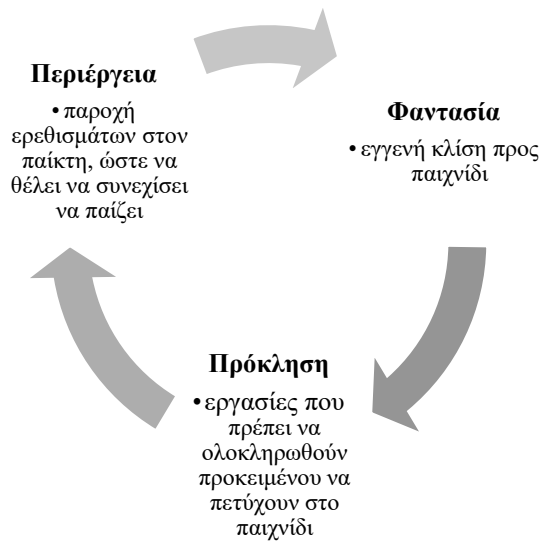 Περιέργεια
• παροχή
ερεθισμάτων στον
παίκτη, ώστε να
θέλει να συνεχίσει
να παίζει
Φαντασία
• εγγενή κλίση προς
παιχνίδι
Πρόκληση
• εργασίες που
πρέπει να
ολοκληρωθούν
προκειμένου να
πετύχουν στο
παιχνίδι